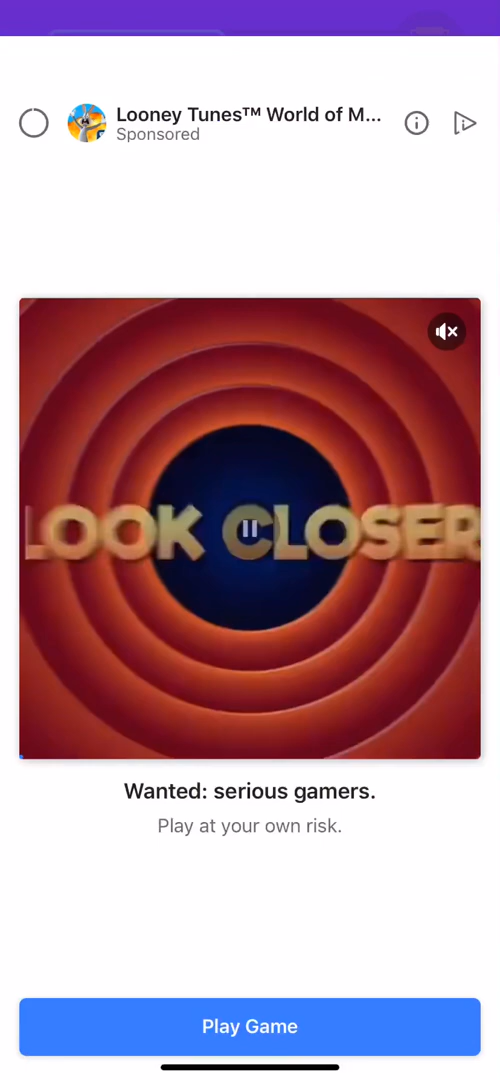 Looney Tunes™ World of M...
Sponsored
LOOK CLOSER
Wanted: serious gamers.
Play at your own risk.
Play Game